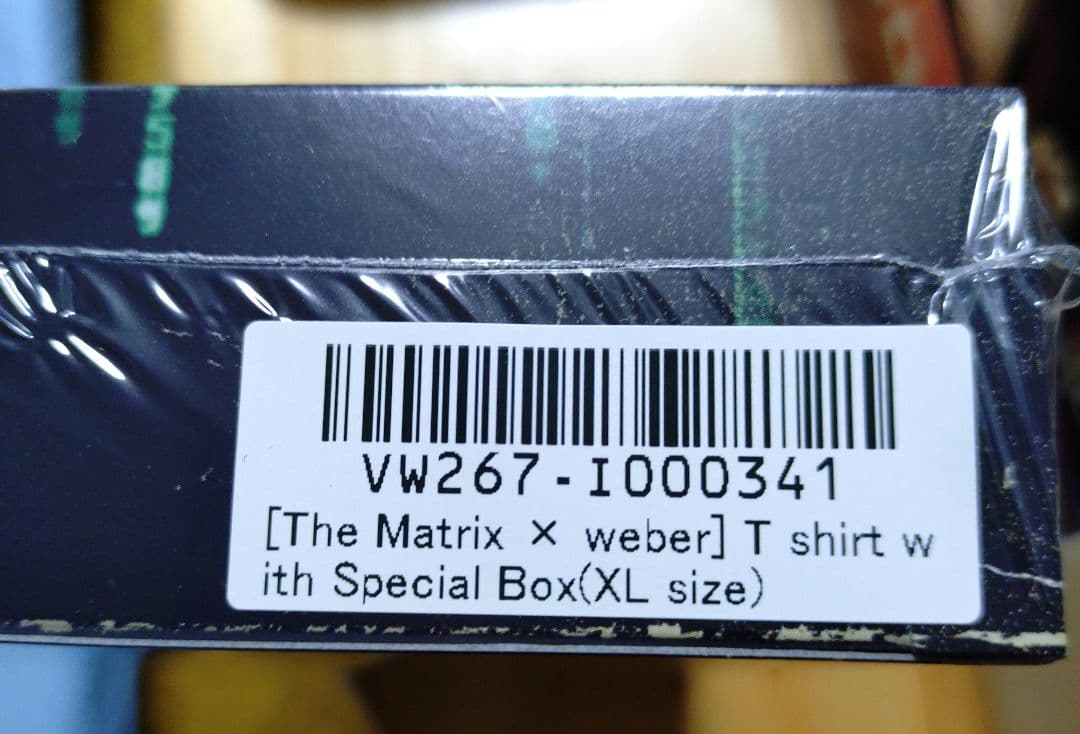 VW267-I000341
[The Matrix × weber] T shirt w
ith Special Box(XL size)